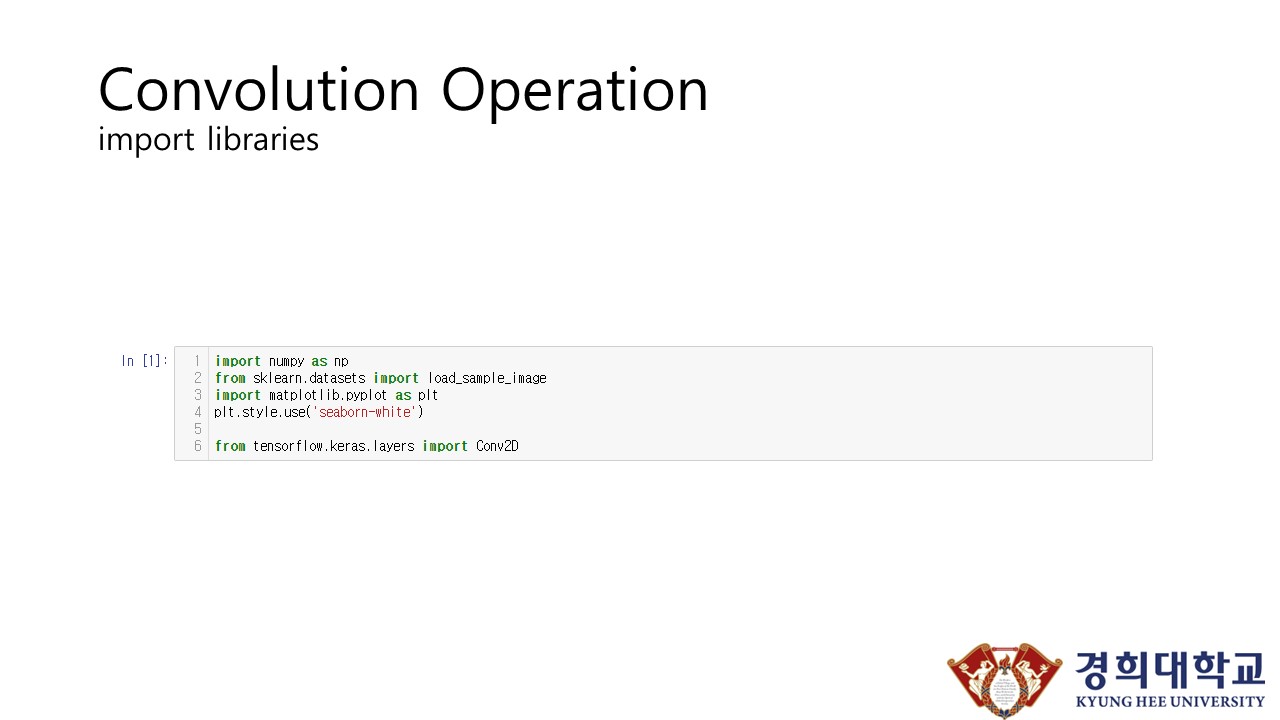 Convolution Operation
import libraries
In [1]:
1 import numpy as np
2 from sklearn.datasets import load_sample_image
3 import matplotlib.pyplot as plt
4 plt.style.use('seaborn-white')
5
6 from tensorflow.keras.layers import Conv2D
경희대학교
KYUNG HEE UNIVERSITY